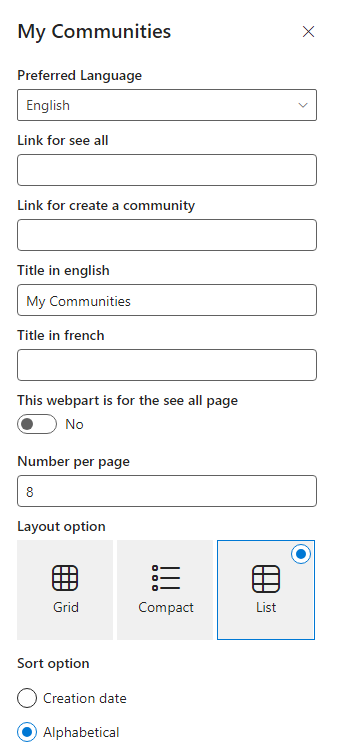 My Communities
Preferred Language
English
Link for see all
Link for create a community
Title in english
My Communities
Title in french
This webpart is for the see all page
No
Number per page
8
Layout option
Grid Compact List
Sort option
Creation date
Alphabetical